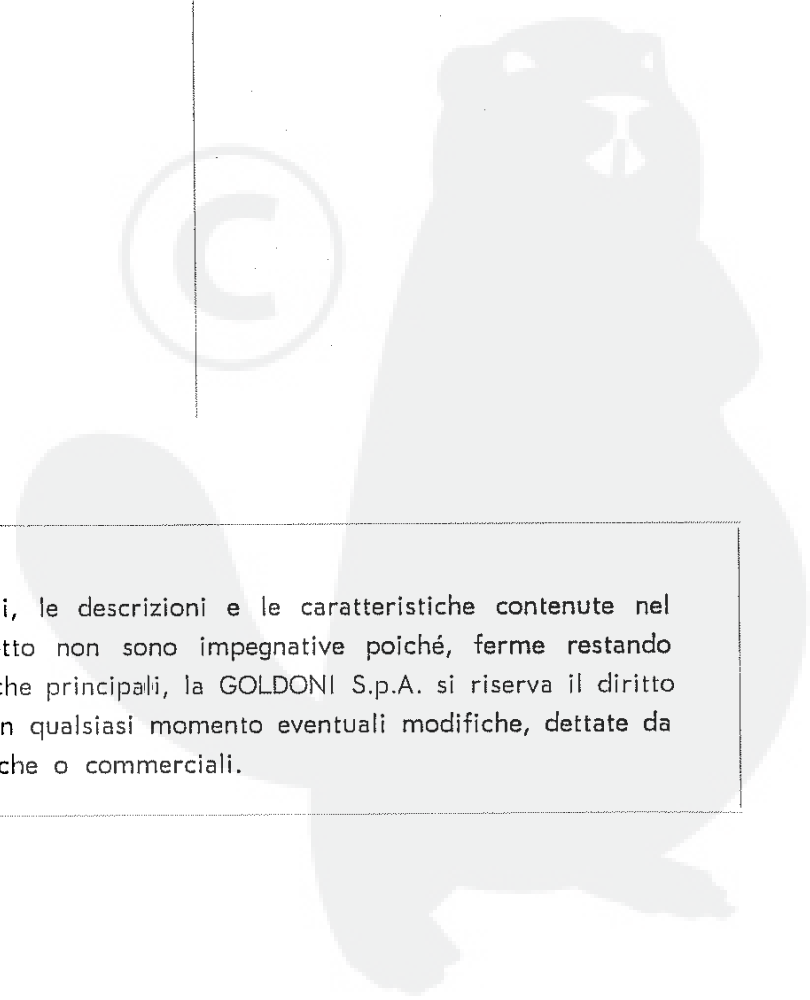 ©
i, le descrizioni e le caratteristiche contenute nel
tto non sono impegnative poiché, ferme restando
che principali, la GOLDONI S.p.A. si riserva il diritto
n qualsiasi momento eventuali modifiche, dettate da
che o commerciali.